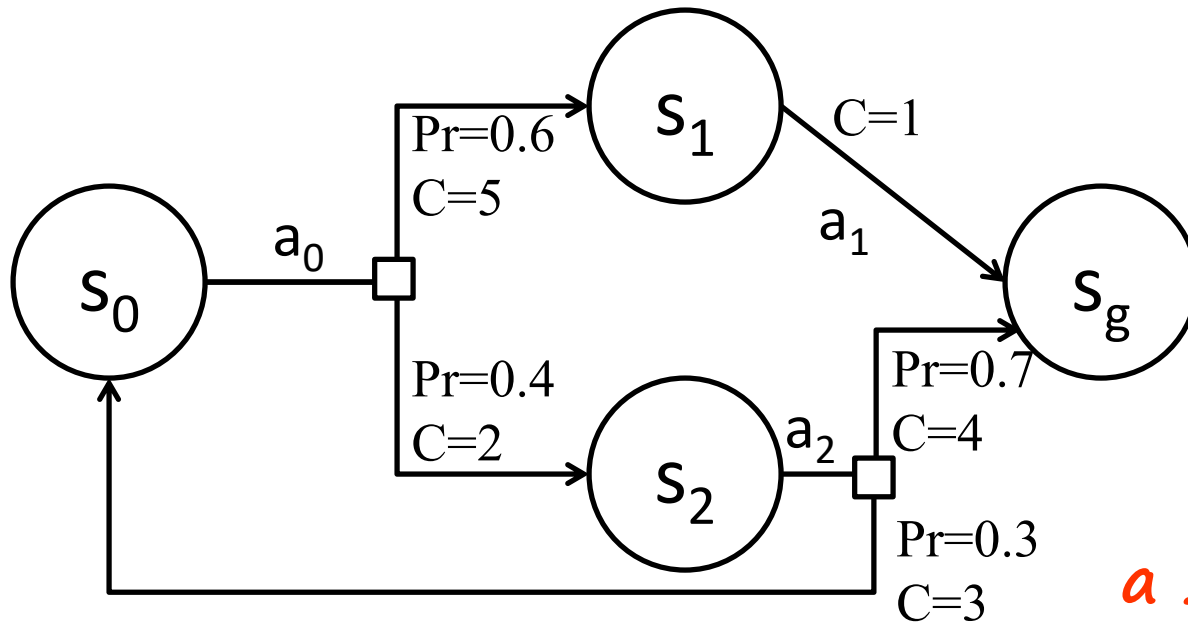 Pr=0.6
C=5
s₁
C=1
a₀
a₁
s₀
s_g
Pr=0.4
C=2
Pr=0.7
C=4
a₂
s₂
Pr=0.3
C=3
a .